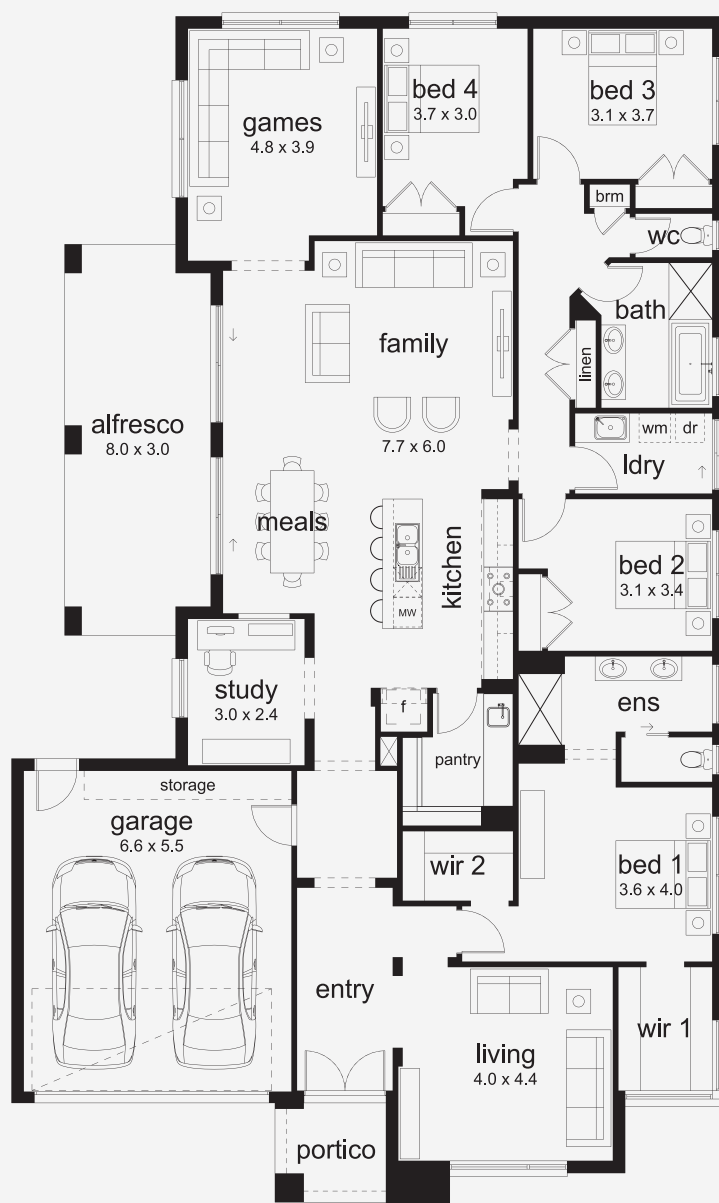 games
4.8 x 3.9
bed 4
3.7 x 3.0
bed 3
3.1 x 3.7
brm
wc
bath
linen
family
7.7 x 6.0
alfresco
8.0 x 3.0
wm
dr
ldry
meals
kitchen
MW
bed 2
3.1 x 3.4
study
3.0 x 2.4
f
pantry
ens
storage
garage
6.6 x 5.5
wir 2
bed 1
3.6 x 4.0
entry
living
4.0 x 4.4
wir 1
portico